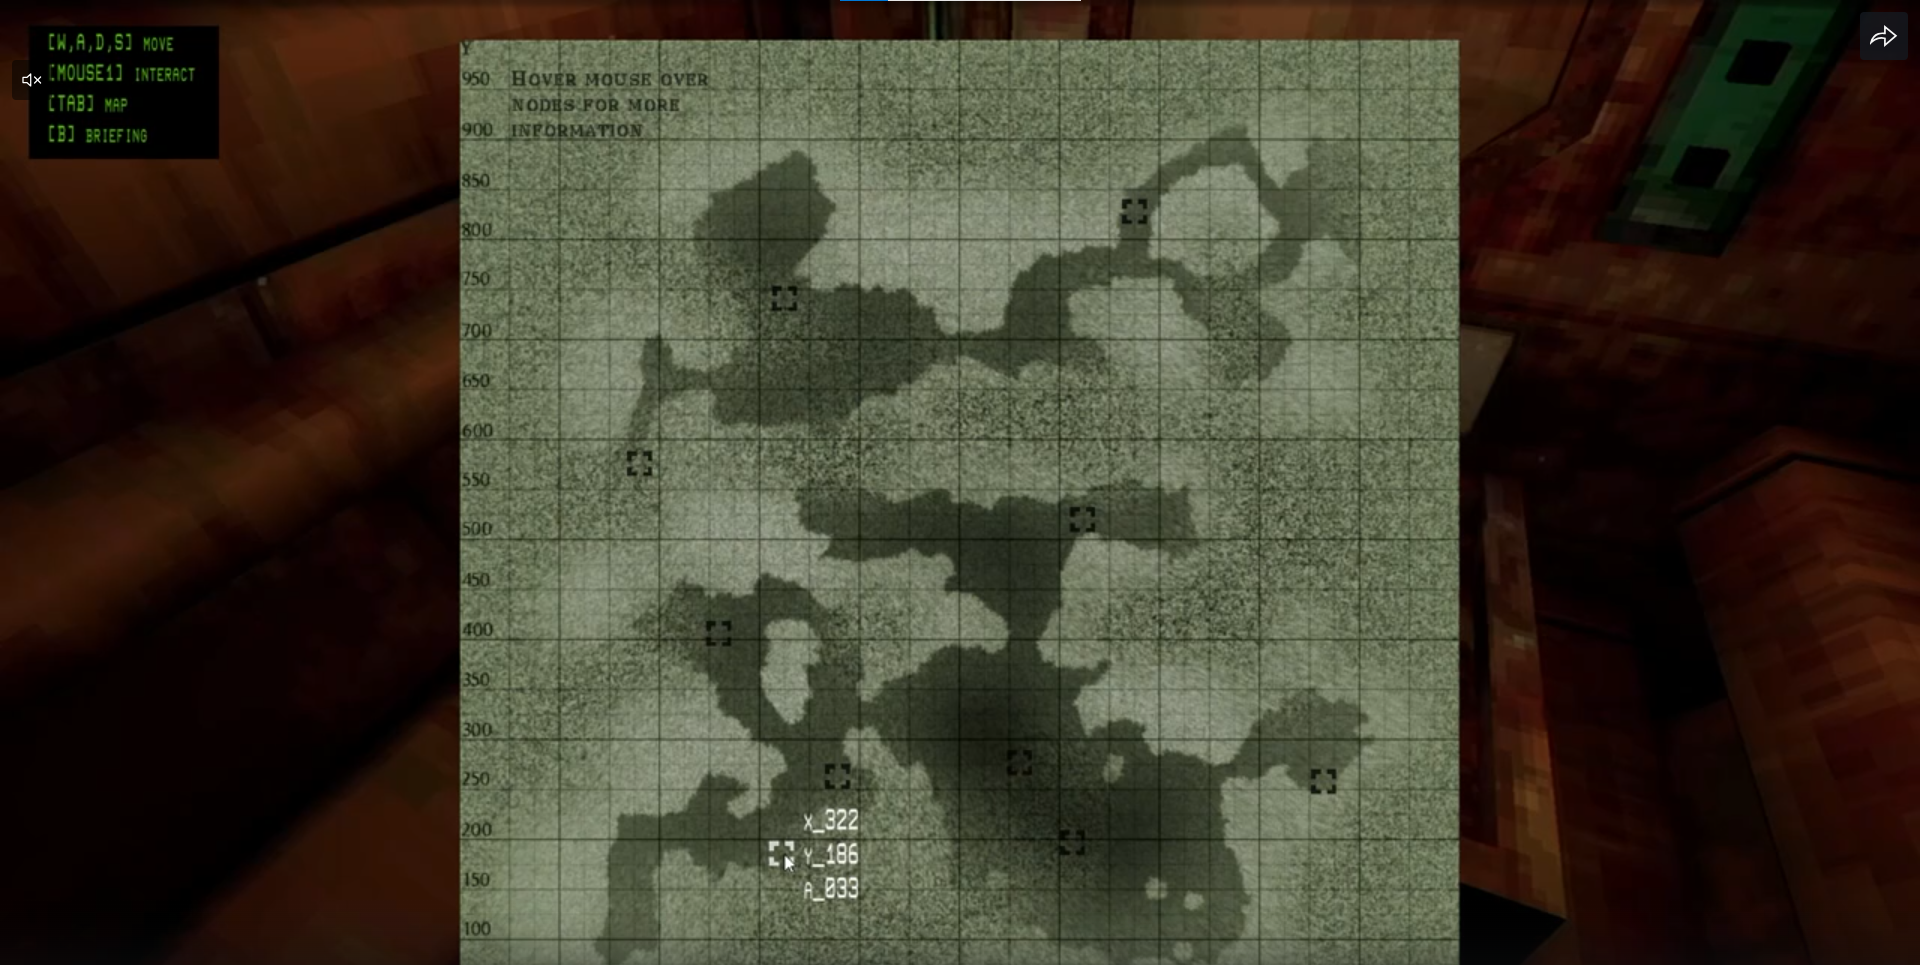 [W,A,D,S] MOVE
[MOUSE1] INTERACT
[TAB] MAP
[B] BRIEFING
Y
950
HOVER MOUSE OVER
NODES FOR MORE
900
INFORMATION
850
800
750
700
650
600
550
500
450
400
350
300
250
200
150
100
X_322
Y_186
A_033